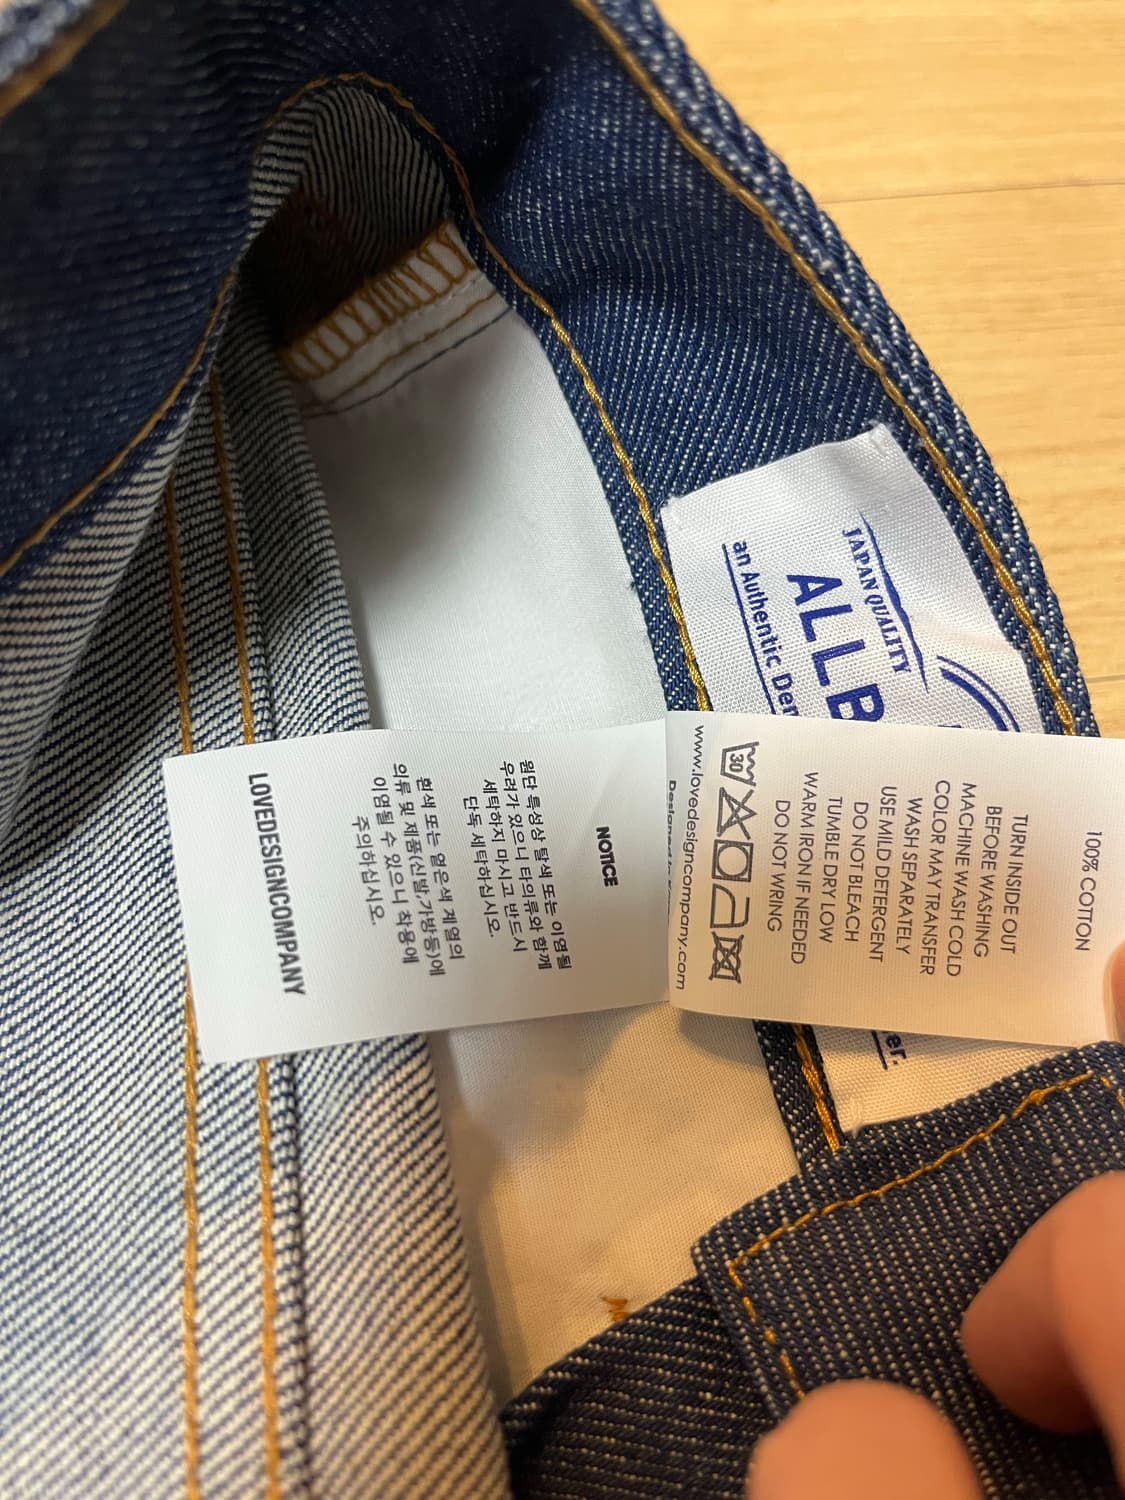 JAPAN QUALITY
ALLB
an Authentic Den
er.
100% COTTON
TURN INSIDE OUT
BEFORE WASHING
MACHINE WASH COLD
COLOR MAY TRANSFER
WASH SEPARATELY
USE MILD DETERGENT
DO NOT BLEACH
TUMBLE DRY LOW
WARM IRON IF NEEDED
DO NOT WRING
30
www.lovedesigncompany.com
Designed in
NOTICE
원단 특성상 탈색 또는 이염될
우려가 있으니 타의류와 함께
세탁하지 마시고 반드시
단독 세탁하십시오.
흰색 또는 옅은색 계열의
의류 및 제품(신발,가방등)에
이염될 수 있으니 착용에
주의하십시오.
LOVEDESIGNCOMPANY